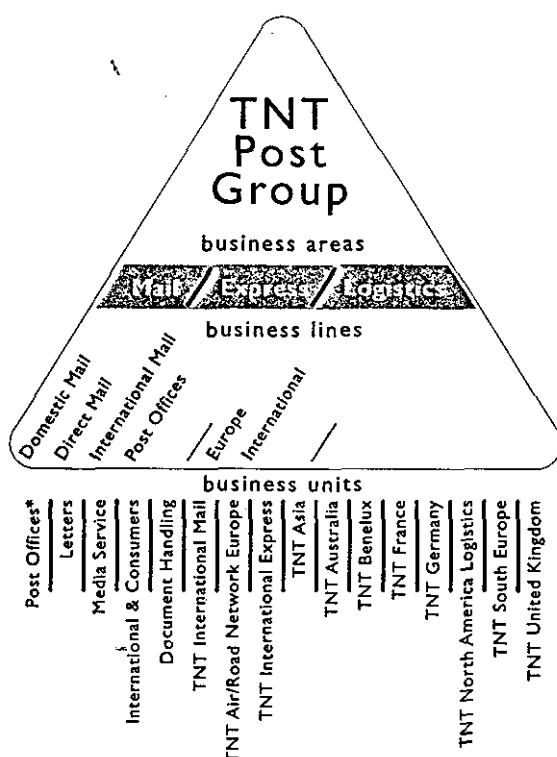 TNT
Post
Group
business areas
Mail / Express / Logistics
business lines
Domestic Mail
Direct Mail
International Mail
Post Offices
Europe
International
business units
Post Offices*
Letters
Media Service
International & Consumers
Document Handling
TNT International Mail
TNT Air/Road Network Europe
TNT International Express
TNT Asia
TNT Australia
TNT Benelux
TNT France
TNT Germany
TNT North America Logistics
TNT South Europe
TNT United Kingdom